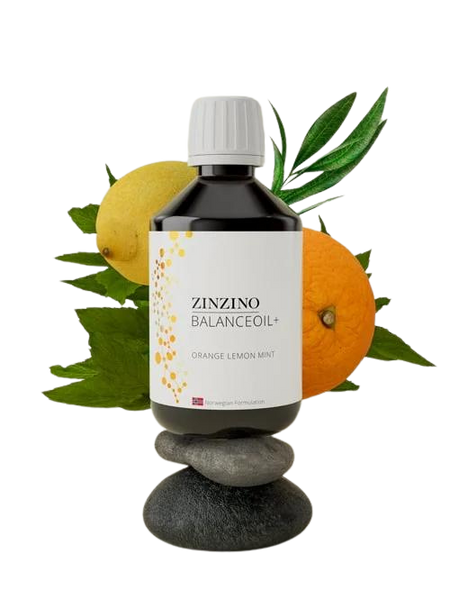 ZINZINO
BALANCEOIL+
ORANGE LEMON MINT
Norwegian Formulation